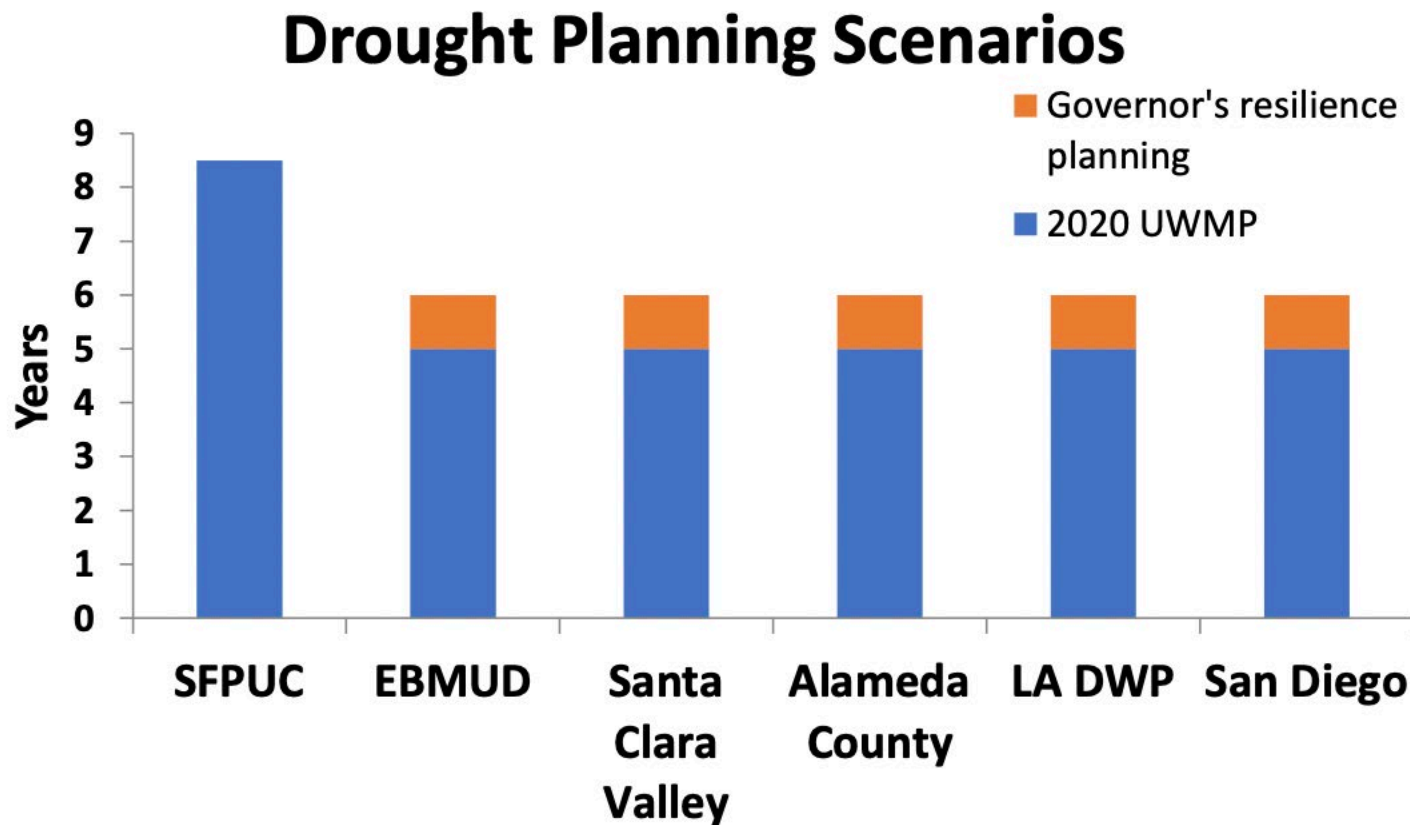 Drought Planning Scenarios
Governor's resilience
planning
2020 UWMP
Years
9
8
7
6
5
4
3
2
1
0
SFPUC
EBMUD
Santa
Clara
Valley
Alameda
County
LA DWP
San Diego